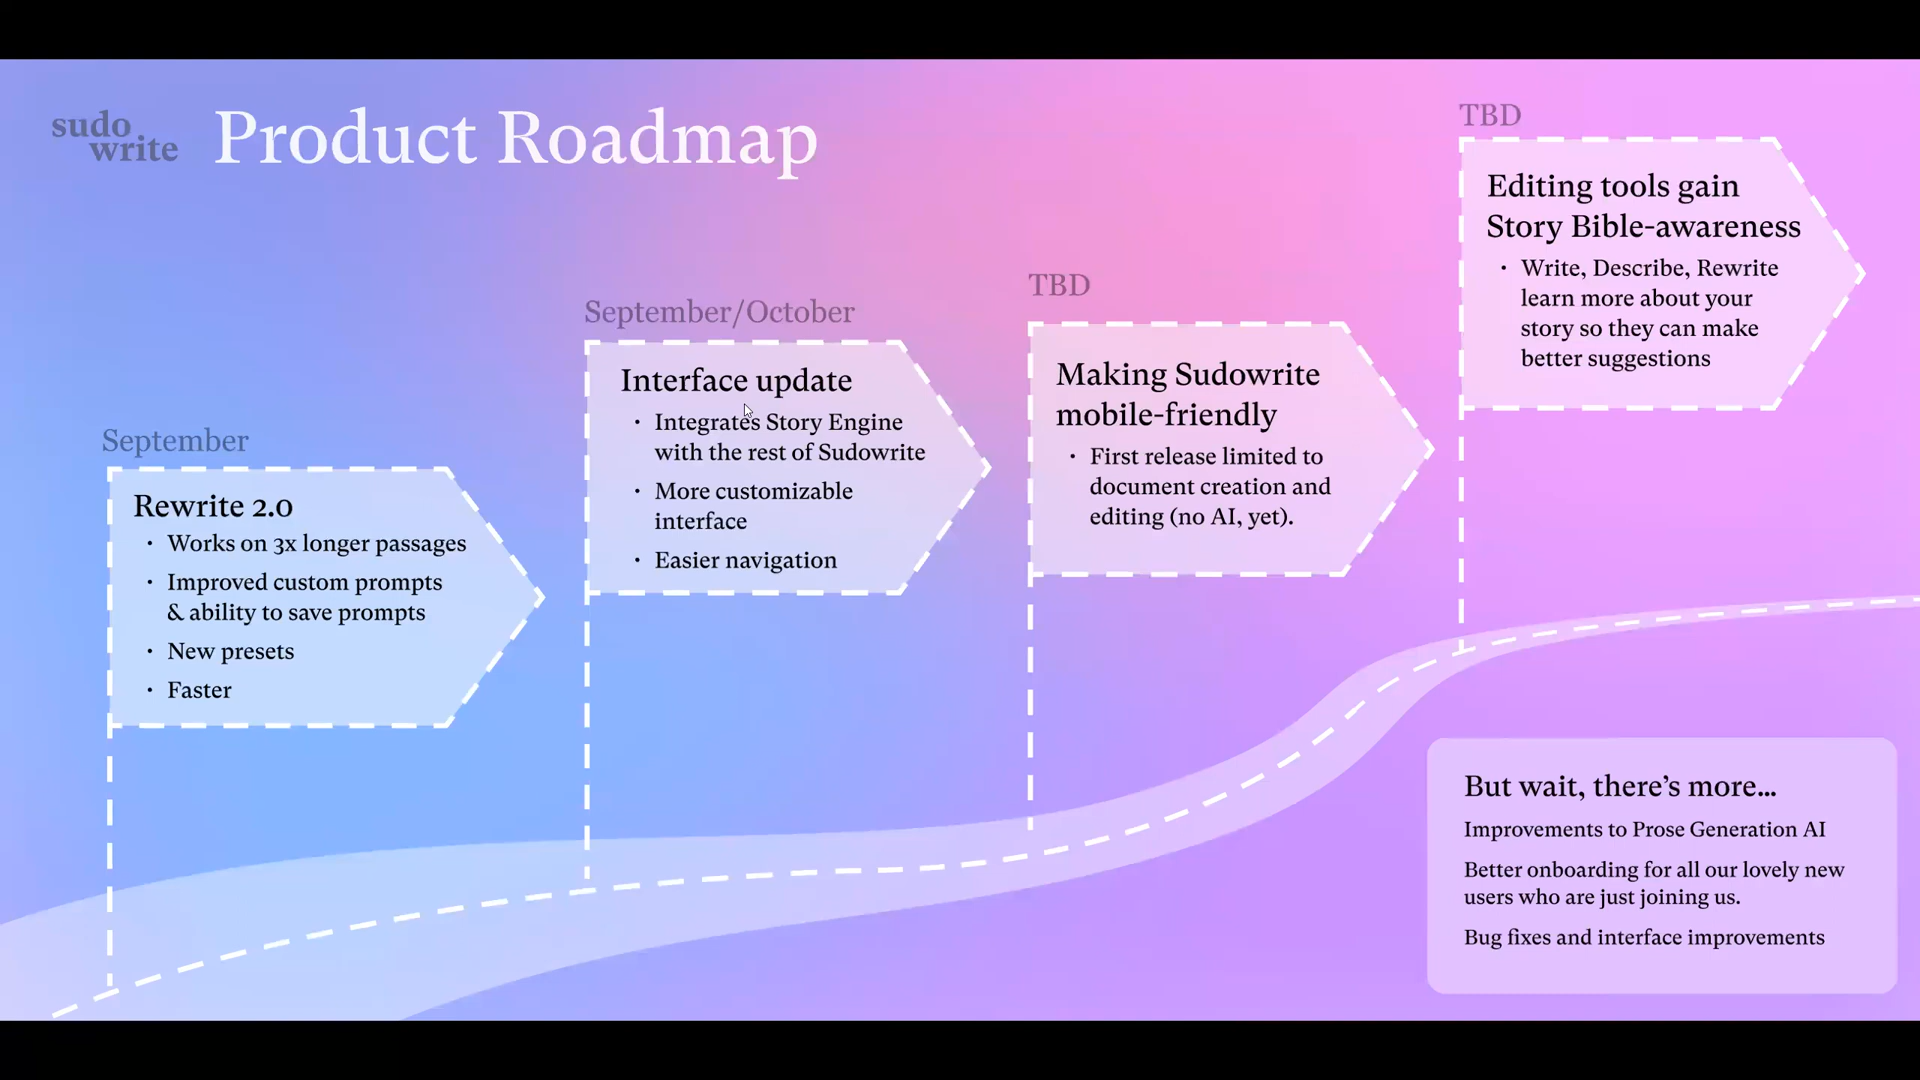 sudo
write
Product Roadmap
September
Rewrite 2.0
• Works on 3x longer passages
• Improved custom prompts
& ability to save prompts
• New presets
• Faster
September/October
Interface update
• Integrates Story Engine
with the rest of Sudowrite
• More customizable
interface
• Easier navigation
TBD
Making Sudowrite
mobile-friendly
• First release limited to
document creation and
editing (no AI, yet).
TBD
Editing tools gain
Story Bible-awareness
• Write, Describe, Rewrite
learn more about your
story so they can make
better suggestions
But wait, there's more...
Improvements to Prose Generation AI
Better onboarding for all our lovely new
users who are just joining us.
Bug fixes and interface improvements